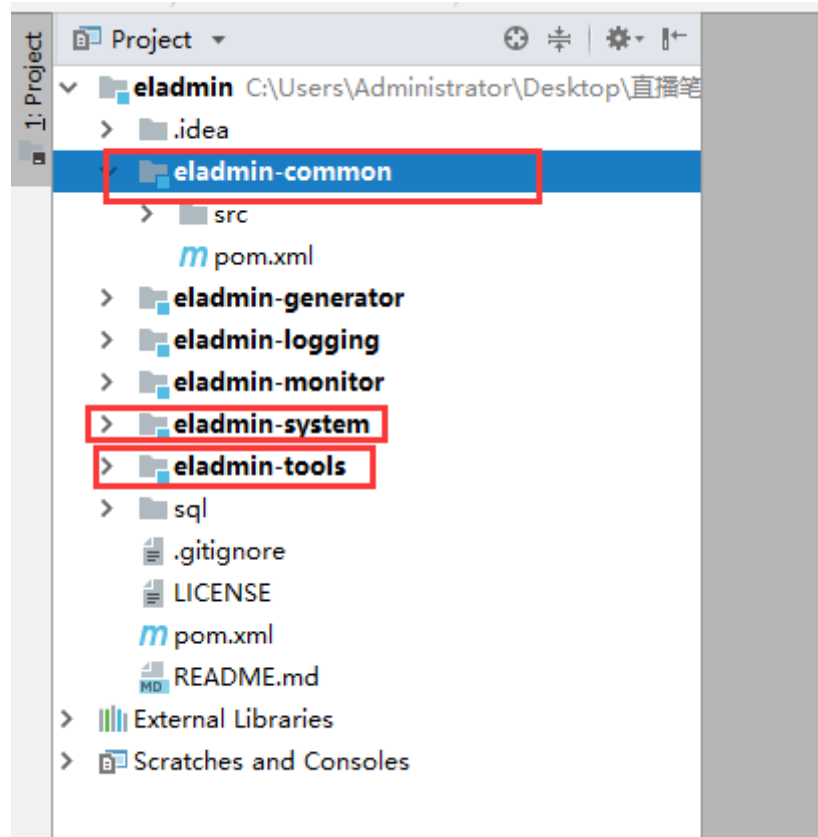 1: Project
Project
eladmin C:\Users\Administrator\Desktop\直播笔
.idea
eladmin-common
src
pom.xml
eladmin-generator
eladmin-logging
eladmin-monitor
eladmin-system
eladmin-tools
sql
.gitignore
LICENSE
pom.xml
README.md
External Libraries
Scratches and Consoles